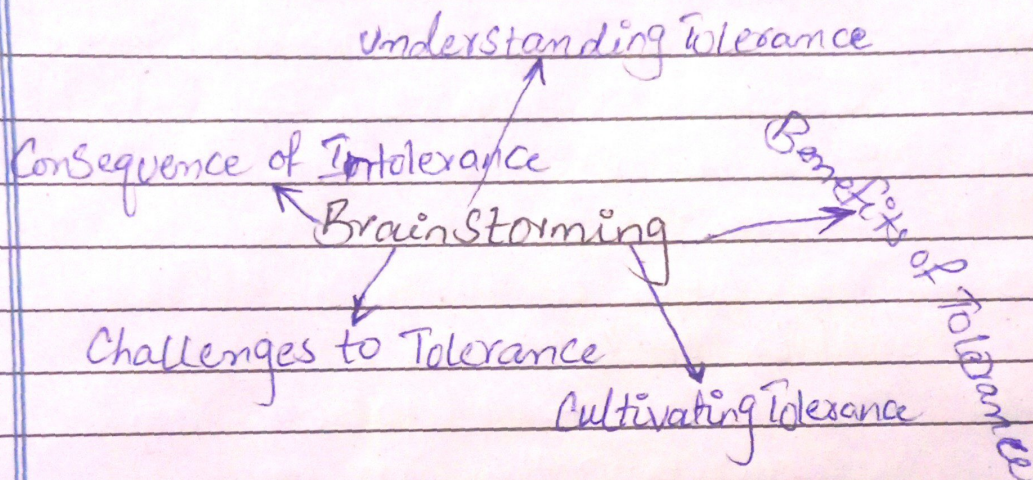 Understanding Tolerance
Consequence of Intolerance
Benefits of Tolerance
Brainstorming
Challenges to Tolerance
Cultivating Tolerance